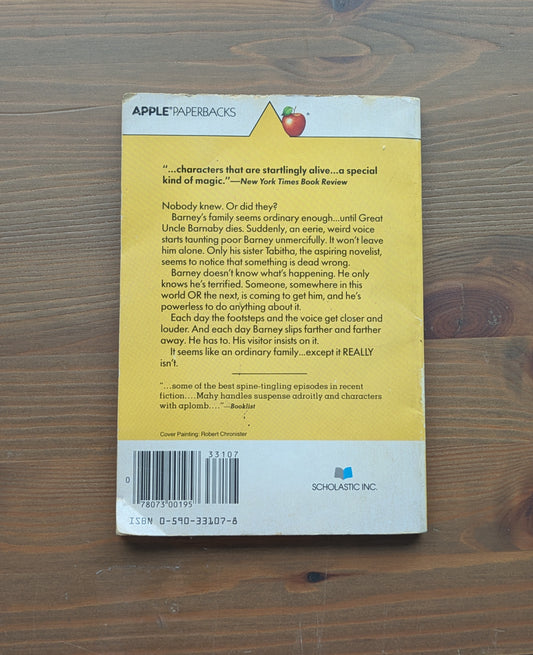 APPLE® PAPERBACKS
®
“...characters that are startlingly alive...a special
kind of magic.”—New York Times Book Review
Nobody knew. Or did they?
Barney's family seems ordinary enough...until Great
Uncle Barnaby dies. Suddenly, an eerie, weird voice
starts taunting poor Barney unmercifully. It won't leave
him alone. Only his sister Tabitha, the aspiring novelist,
seems to notice that something is dead wrong.
Barney doesn't know what's happening. He only
knows he's terrified. Someone, somewhere in this
world OR the next, is coming to get him, and he's
powerless to do anything about it.
Each day the footsteps and the voice get closer and
louder. And each day Barney slips farther and farther
away. He has to. His visitor insists on it.
It seems like an ordinary family...except it REALLY
isn't.
“...some of the best spine-tingling episodes in recent
fiction....Mahy handles suspense adroitly and characters
with aplomb....”—Booklist
Cover Painting: Robert Chronister
33107
0
78073 00195
ISBN 0-590-33107-8
SCHOLASTIC INC.